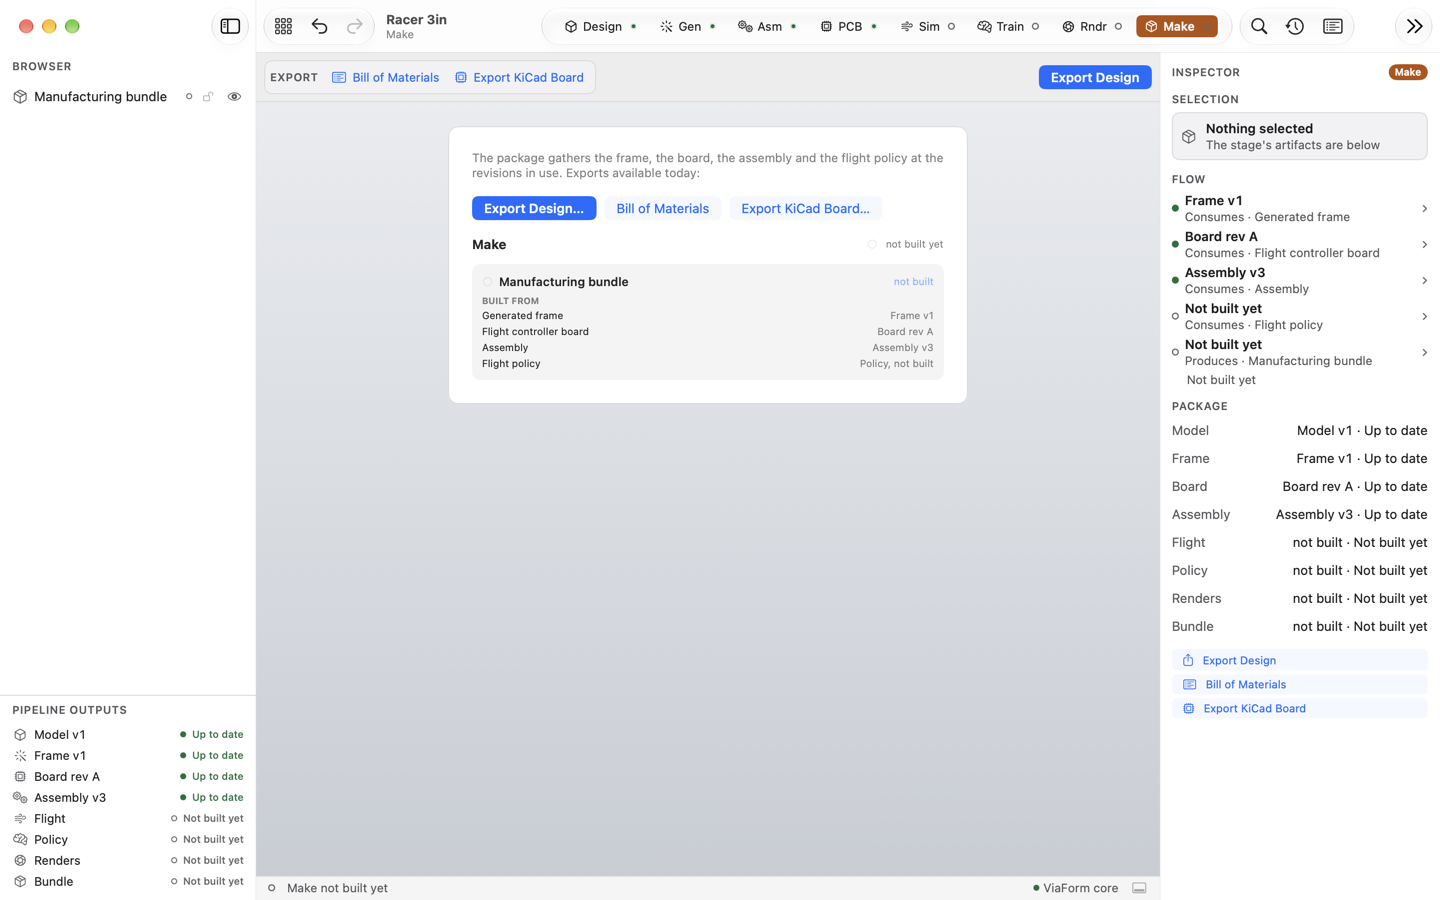 Racer 3in
Make
Design
Gen
Asm
PCB
Sim
Train
Rndr
Make
BROWSER
Manufacturing bundle
PIPELINE OUTPUTS
Model v1 Up to date
Frame v1 Up to date
Board rev A Up to date
Assembly v3 Up to date
Flight Not built yet
Policy Not built yet
Renders Not built yet
Bundle Not built yet
EXPORT Bill of Materials Export KiCad Board
Export Design
The package gathers the frame, the board, the assembly and the flight policy at the
revisions in use. Exports available today:
Export Design... Bill of Materials Export KiCad Board...
Make not built yet
Manufacturing bundle not built
BUILT FROM
Generated frame Frame v1
Flight controller board Board rev A
Assembly Assembly v3
Flight policy Policy, not built
Make not built yet
ViaForm core
INSPECTOR Make
SELECTION
Nothing selected
The stage's artifacts are below
FLOW
Frame v1
Consumes · Generated frame
Board rev A
Consumes · Flight controller board
Assembly v3
Consumes · Assembly
Not built yet
Consumes · Flight policy
Not built yet
Produces · Manufacturing bundle
Not built yet
PACKAGE
Model Model v1 · Up to date
Frame Frame v1 · Up to date
Board Board rev A · Up to date
Assembly Assembly v3 · Up to date
Flight not built · Not built yet
Policy not built · Not built yet
Renders not built · Not built yet
Bundle not built · Not built yet
Export Design
Bill of Materials
Export KiCad Board